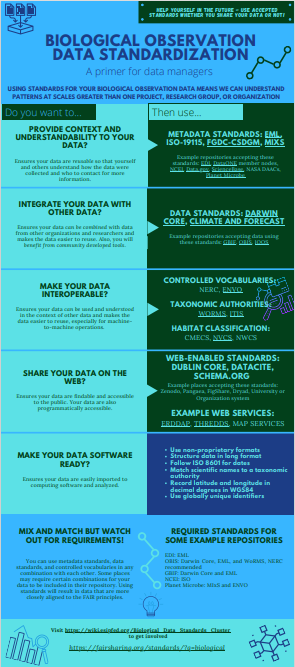 HELP YOURSELF IN THE FUTURE - USE ACCEPTED
STANDARDS WHETHER YOU SHARE YOUR DATA OR NOT!
BIOLOGICAL OBSERVATION
DATA STANDARDIZATION
A primer for data managers
USING STANDARDS FOR YOUR BIOLOGICAL OBSERVATION DATA MEANS WE CAN UNDERSTAND
PATTERNS AT SCALES GREATER THAN ONE PROJECT, RESEARCH GROUP, OR ORGANIZATION
Do you want to...
Then use...
PROVIDE CONTEXT AND
UNDERSTANDABILITY TO YOUR
DATA?
Ensures your data are reusable so that yourself
and others understand how the data were
collected and who to contact for more
information.
METADATA STANDARDS: EML,
ISO-19115, FGDC-CSDGM, MIXS
Example repositories accepting these
standards: EDI, DataONE member nodes,
NCEI, Data.gov, ScienceBase, NASA DAACs,
Planet Microbe
INTEGRATE YOUR DATA WITH
OTHER DATA?
Ensures your data can be combined with data
from other organizations and researchers and
makes the data easier to reuse. Also, you will
benefit from community developed tools.
DATA STANDARDS: DARWIN
CORE, CLIMATE AND FORECAST
Example repositories accepting data using
these standards: GBIF, OBIS, IOOS
MAKE YOUR DATA
INTEROPERABLE?
Ensures your data can be used and understood
in the context of other data and makes the
data easier to reuse, especially for machine-
to-machine operations.
CONTROLLED VOCABULARIES:
NERC, ENVO
TAXONOMIC AUTHORITIES:
WORMS, ITIS
HABITAT CLASSIFICATION:
CMECS, NVCS, NWCS
SHARE YOUR DATA ON THE
WEB?
Ensures your data are findable and accessible
to the public. Your data are also
programmatically accessible.
WEB-ENABLED STANDARDS:
DUBLIN CORE, DATACITE,
SCHEMA.ORG
Example places accepting these standards:
Zenodo, Pangaea, FigShare, Dryad, University or
Organization system
EXAMPLE WEB SERVICES:
ERDDAP, THREDDS, MAP SERVICES
MAKE YOUR DATA SOFTWARE
READY?
Ensures your data are easily imported to
computing software and analyzed.
• Use non-proprietary formats
• Structure data in long format
• Follow ISO 8601 for dates
• Match scientific names to a taxonomic
authority
• Record latitude and longitude in
decimal degrees in WGS84
• Use globally unique identifiers
MIX AND MATCH BUT WATCH
OUT FOR REQUIREMENTS!
You can use metadata standards, data
standards, and controlled vocabularies in any
combination with each other. Some places
may require certain combinations for your
data to be included in their repository. Using
standards will result in data that are more
closely aligned to the FAIR principles.
REQUIRED STANDARDS FOR
SOME EXAMPLE REPOSITORIES
EDI: EML
OBIS: Darwin Core, EML, and WoRMS, NERC
recommended
GBIF: Darwin Core and EML
NCEI: ISO
Planet Microbe: MIxS and ENVO
Visit https://wiki.esipfed.org/Biological_Data_Standards_Cluster
to get involved
https://fairsharing.org/standards/?q=biological